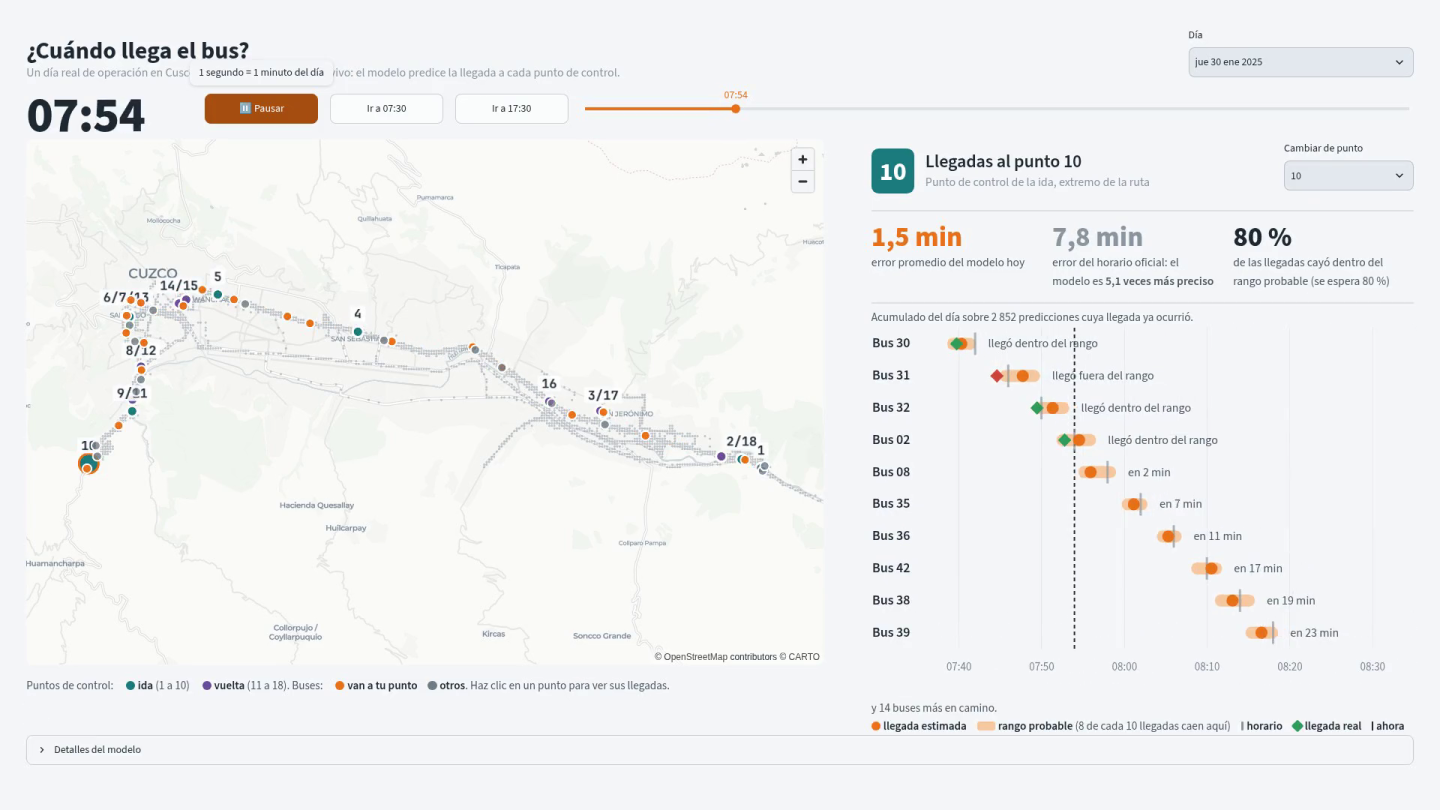 ¿Cuándo llega el bus?
Un día real de operación en Cusc
1 segundo = 1 minuto del día
vivo: el modelo predice la llegada a cada punto de control.
Día
jue 30 ene 2025
07:54
Pausar
Ir a 07:30
Ir a 17:30
07:54
+
−
Pumamarca
Mollococha
Quillahuata
Ticapata
CUZCO
5
14/15
6/7/13
4
SAN SEBASTIÁN
8/12
9/11
16
3/17
JERÓNIMO
10
2/18
1
Hacienda Quesallay
Huilcarpay
Collparo Pampa
Huamancharpa
Collorpujo /
Coyllarpuquio
Kircas
Soncco Grande
© OpenStreetMap contributors © CARTO
Puntos de control: ida (1 a 10) vuelta (11 a 18). Buses: van a tu punto otros. Haz clic en un punto para ver sus llegadas.
10
Llegadas al punto 10
Punto de control de la ida, extremo de la ruta
Cambiar de punto
10
1,5 min
error promedio del modelo hoy
7,8 min
error del horario oficial: el
modelo es 5,1 veces más preciso
80 %
de las llegadas cayó dentro del
rango probable (se espera 80 %)
Acumulado del día sobre 2 852 predicciones cuya llegada ya ocurrió.
Bus 30 llegó dentro del rango
Bus 31 llegó fuera del rango
Bus 32 llegó dentro del rango
Bus 02 llegó dentro del rango
Bus 08 en 2 min
Bus 35 en 7 min
Bus 36 en 11 min
Bus 42 en 17 min
Bus 38 en 19 min
Bus 39 en 23 min
07:40 07:50 08:00 08:10 08:20 08:30
y 14 buses más en camino.
llegada estimada rango probable (8 de cada 10 llegadas caen aquí) horario llegada real ahora
Detalles del modelo